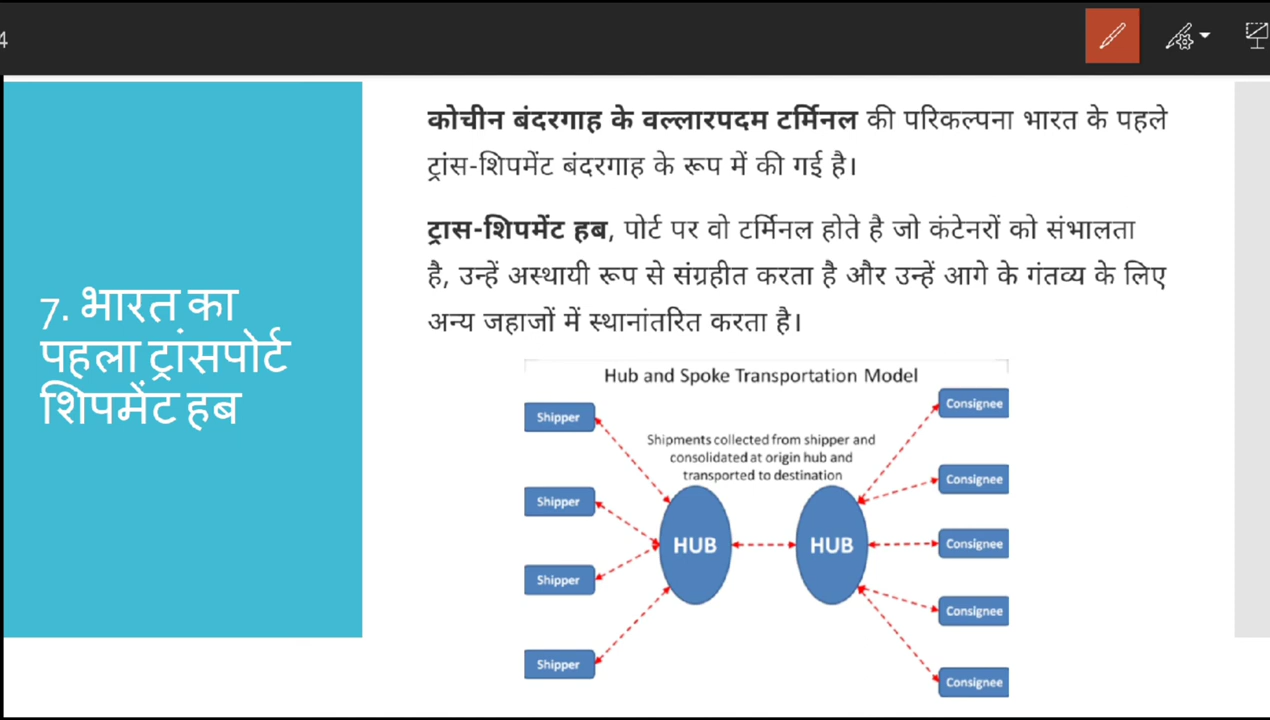 4
7. भारत का
पहला ट्रांसपोर्ट
शिपमेंट हब
कोचीन बंदरगाह के वल्लारपदम टर्मिनल की परिकल्पना भारत के पहले
ट्रांस-शिपमेंट बंदरगाह के रूप में की गई है।
ट्रास-शिपमेंट हब, पोर्ट पर वो टर्मिनल होते है जो कंटेनरों को संभालता
है, उन्हें अस्थायी रूप से संग्रहीत करता है और उन्हें आगे के गंतव्य के लिए
अन्य जहाजों में स्थानांतरित करता है।
Hub and Spoke Transportation Model
Shipments collected from shipper and
consolidated at origin hub and
transported to destination
Shipper
Shipper
Shipper
Shipper
HUB
HUB
Consignee
Consignee
Consignee
Consignee
Consignee